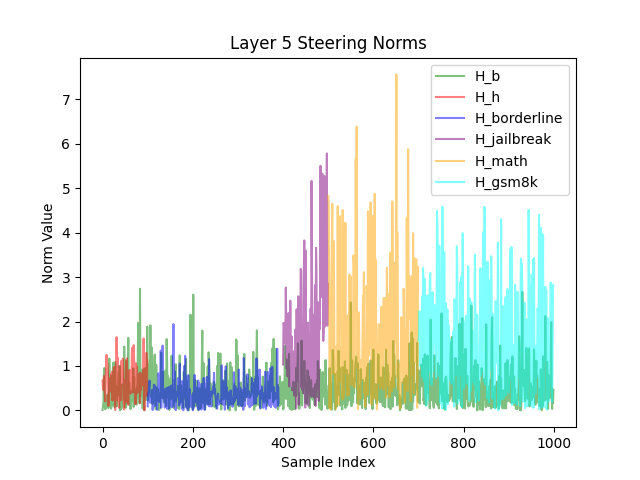 Layer 5 Steering Norms
H_b
H_h
H_borderline
H_jailbreak
H_math
H_gsm8k
Norm Value
7
6
5
4
3
2
1
0
0 200 400 600 800 1000
Sample Index